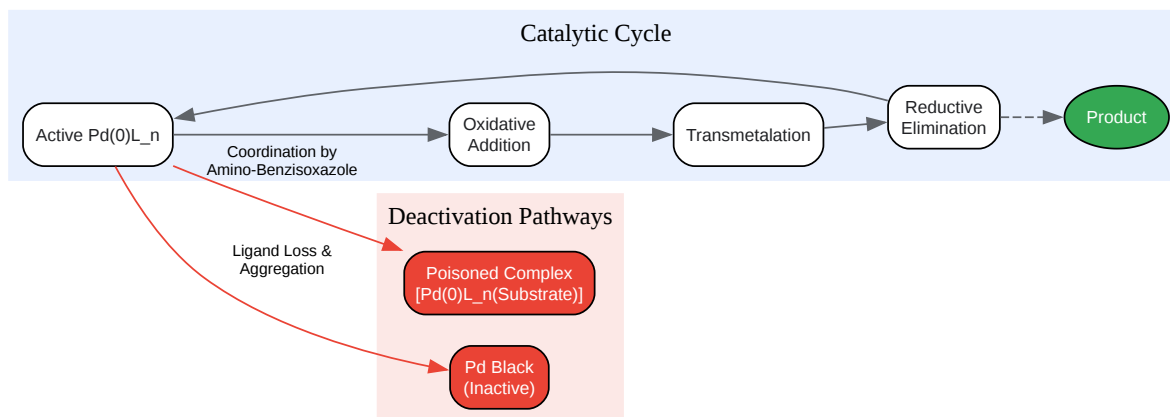 Catalytic Cycle
Active Pd(0)L_n
Oxidative
Addition
Transmetalation
Reductive
Elimination
Product
Coordination by
Amino-Benzisoxazole
Deactivation Pathways
Ligand Loss &
Aggregation
Poisoned Complex
[Pd(0)L_n(Substrate)]
Pd Black
(Inactive)